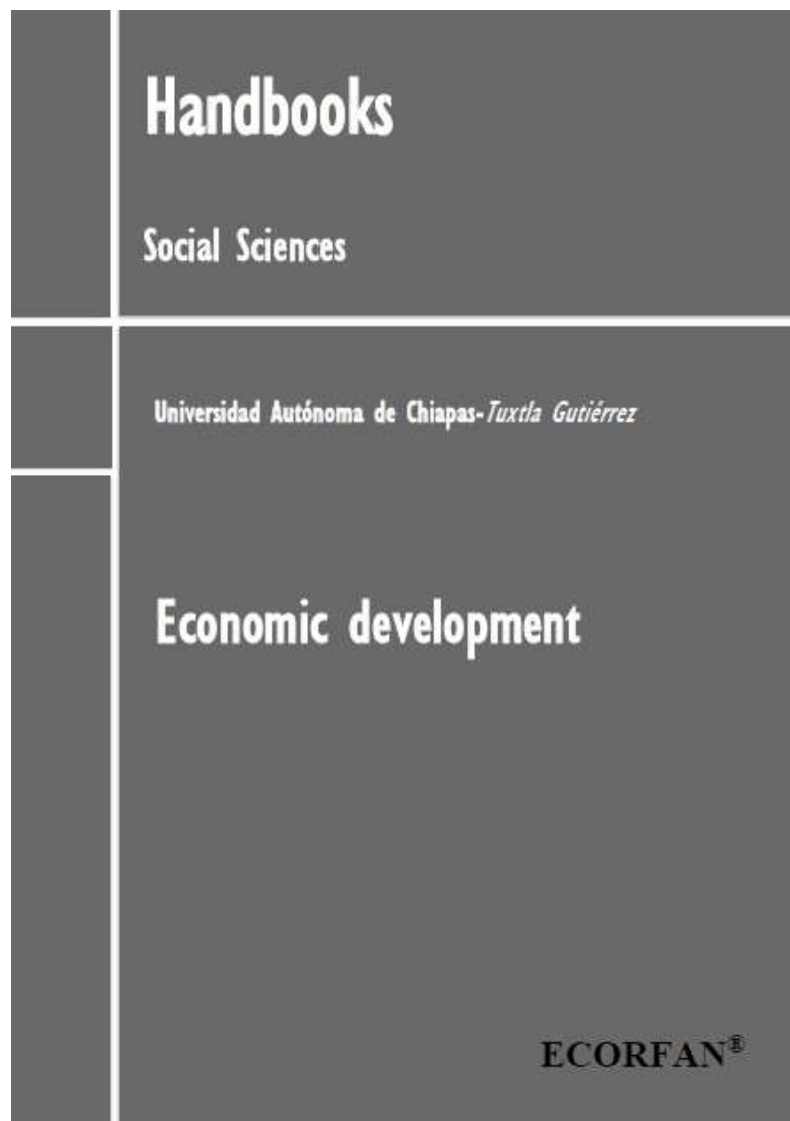 Handbooks
Social Sciences
Universidad Autónoma de Chiapas-Tuxtla Gutiérrez
Economic development
ECORFAN®